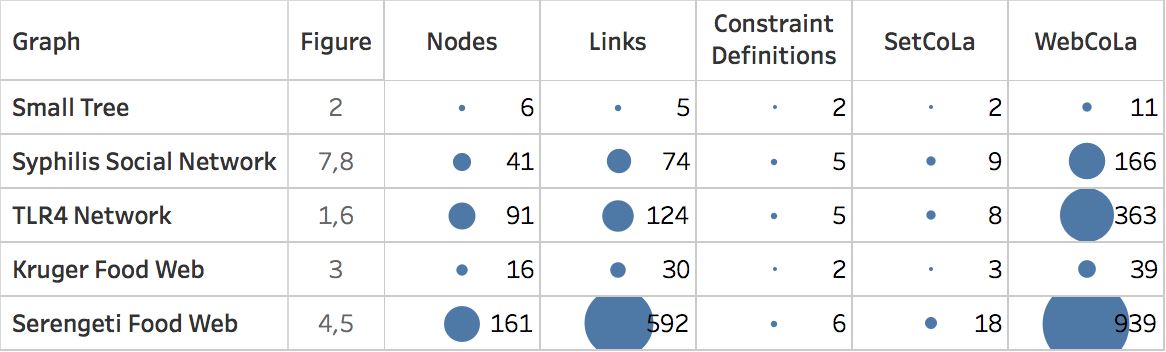 Graph Figure Nodes Links Constraint Definitions SetCoLa WebCoLa
Small Tree 2 6 5 2 2 11
Syphilis Social Network 7,8 41 74 5 9 166
TLR4 Network 1,6 91 124 5 8 363
Kruger Food Web 3 16 30 2 3 39
Serengeti Food Web 4,5 161 592 6 18 939